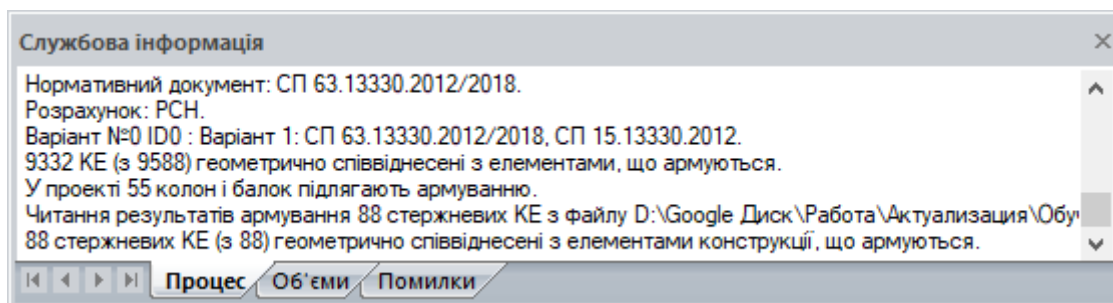 Службова інформація
Нормативний документ: СП 63.13330.2012/2018.
Розрахунок: РСН.
Варіант №0 ID0 : Варіант 1: СП 63.13330.2012/2018, СП 15.13330.2012.
9332 КЕ (з 9588) геометрично співвіднесені з елементами, що армуються.
У проекті 55 колон і балок підлягають армуванню.
Читання результатів армування 88 стержневих КЕ з файлу D:\Google Диск\Работа\Актуализация\Обу
88 стержневих КЕ (з 88) геометрично співвіднесені з елементами конструкції, що армуються.
Процес Об'єми Помилки